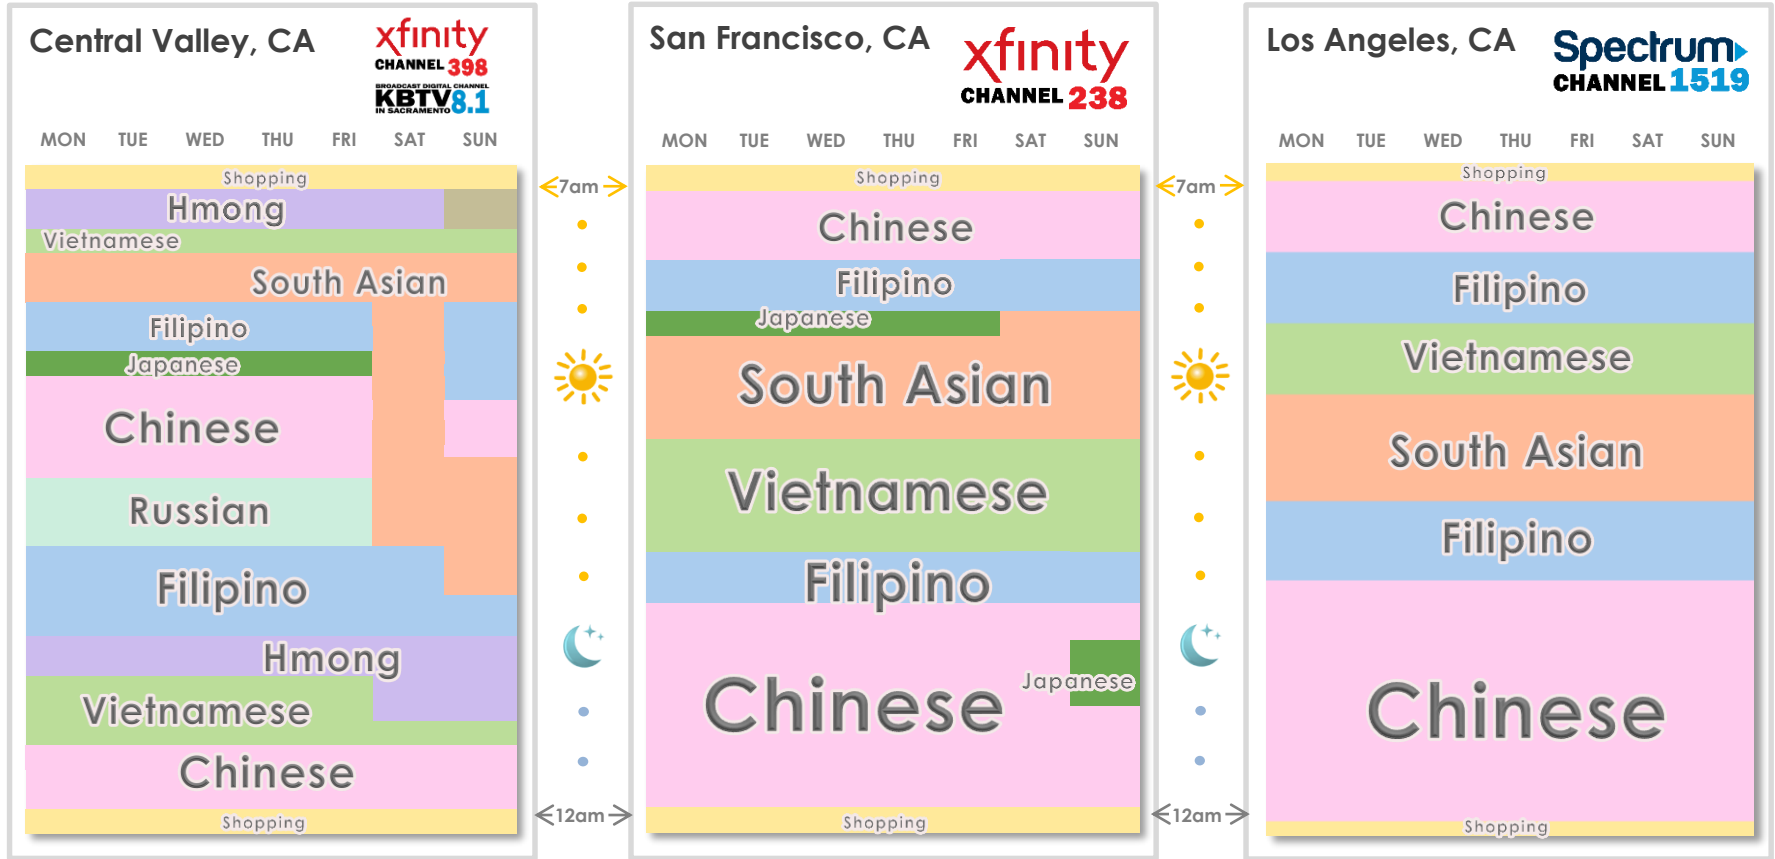 Central Valley, CA
xfinity
CHANNEL 398
BROADCAST DIGITAL CHANNEL
KBTV8.1
IN SACRAMENTO
MON TUE WED THU FRI SAT SUN
Shopping
Hmong
Vietnamese
South Asian
Filipino
Japanese
Chinese
Russian
Filipino
Hmong
Vietnamese
Chinese
Shopping
7am
12am
San Francisco, CA
xfinity
CHANNEL 238
MON TUE WED THU FRI SAT SUN
Shopping
Chinese
Filipino
Japanese
South Asian
Vietnamese
Filipino
Chinese
Japanese
Shopping
7am
12am
Los Angeles, CA
Spectrum
CHANNEL 1519
MON TUE WED THU FRI SAT SUN
Shopping
Chinese
Filipino
Vietnamese
South Asian
Filipino
Chinese
Shopping